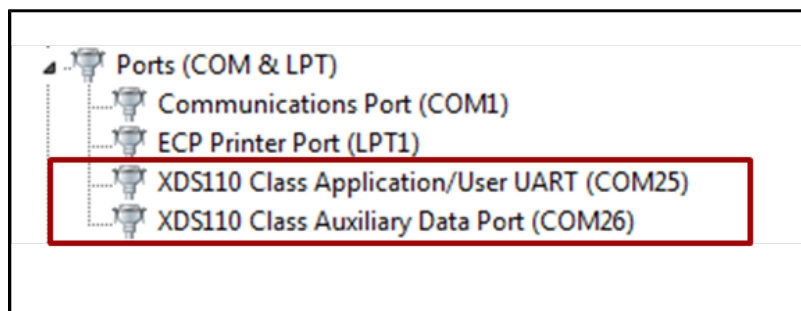 Ports (COM & LPT)
Communications Port (COM1)
ECP Printer Port (LPT1)
XDS110 Class Application/User UART (COM25)
XDS110 Class Auxiliary Data Port (COM26)